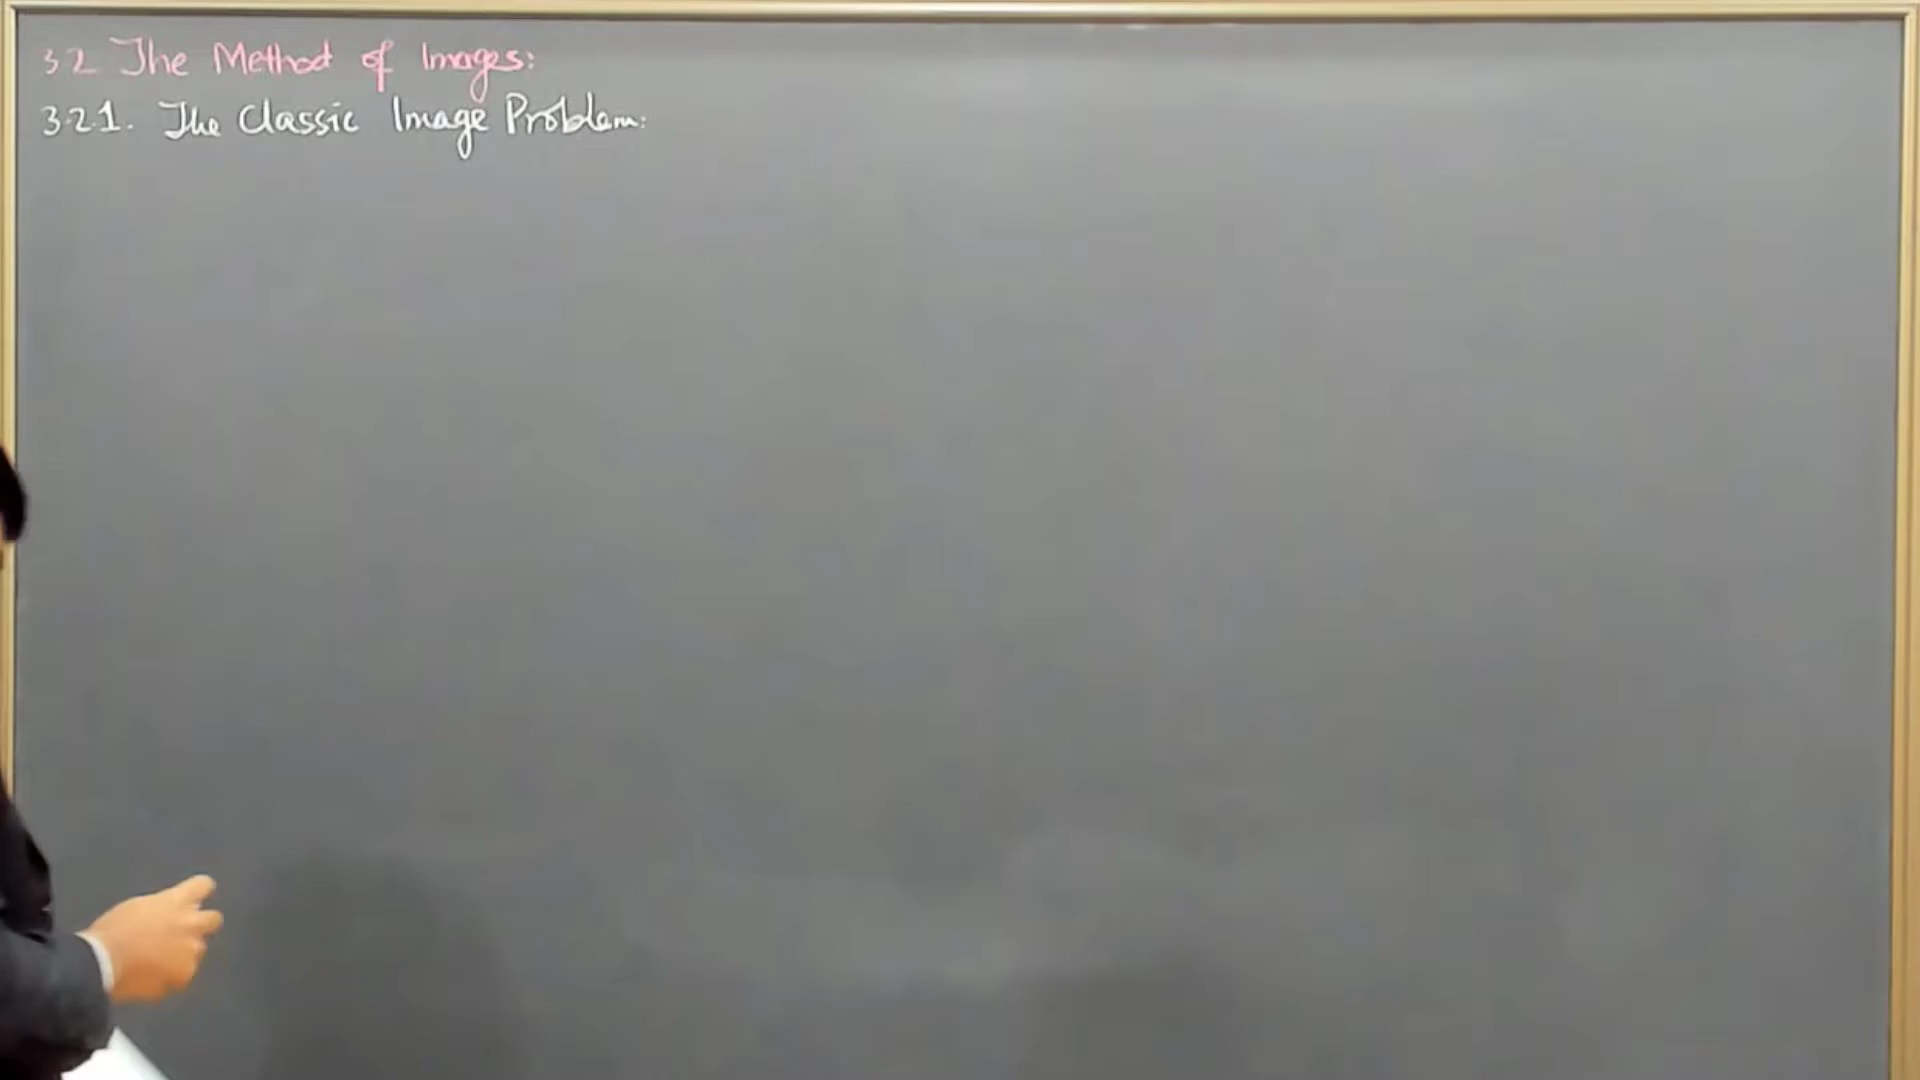 3.2 The Method of Images:
3.2.1. The Classic Image Problem: